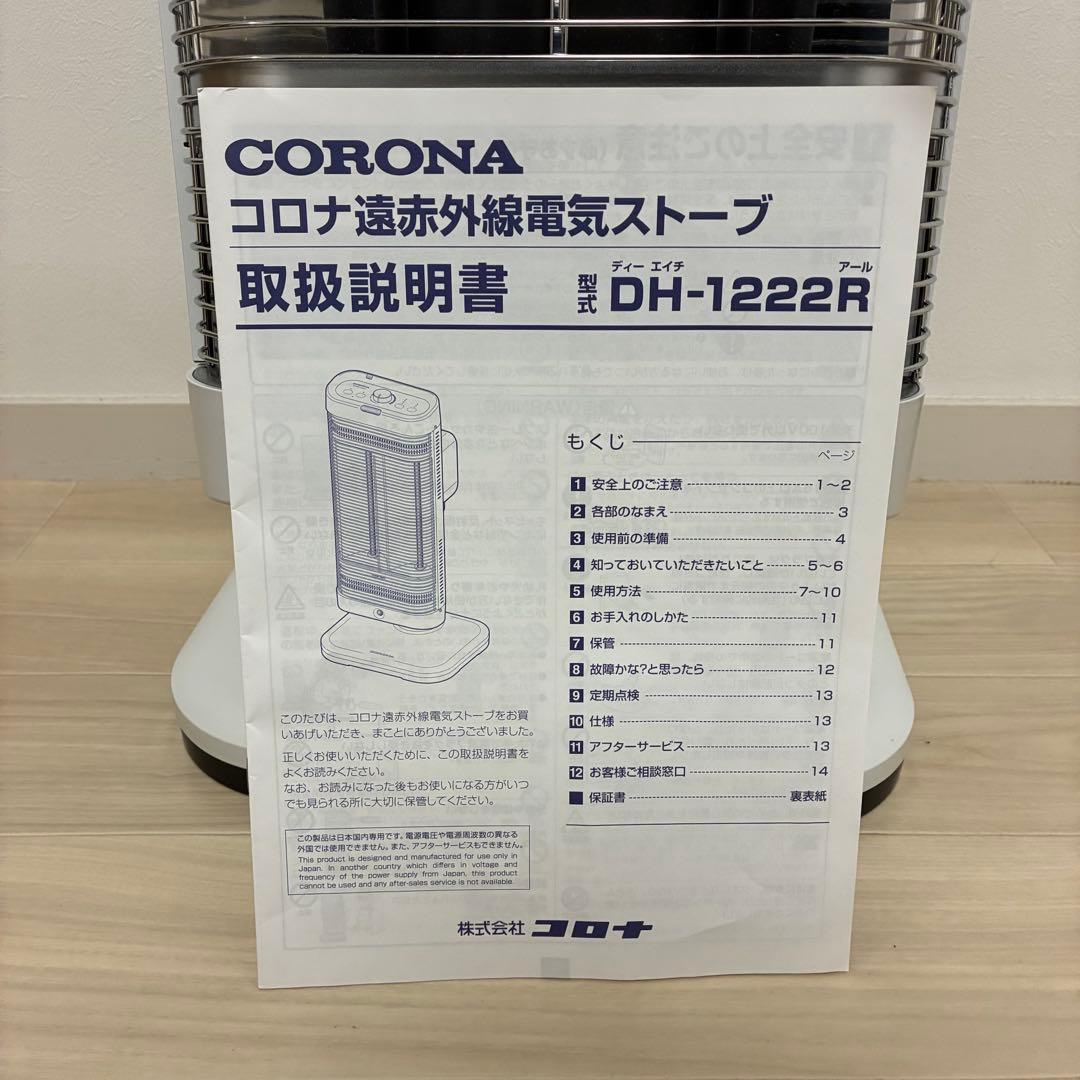 CORONA
コロナ遠赤外線電気ストーブ
取扱説明書 型式 DH-1222R
ディー エイチ アール
もくじ
ページ
1 安全上のご注意 1～2
2 各部のなまえ 3
3 使用前の準備 4
4 知っておいていただきたいこと 5～6
5 使用方法 7～10
6 お手入れのしかた 11
7 保管 11
8 故障かな?と思ったら 12
9 定期点検 13
10 仕様 13
11 アフターサービス 13
12 お客様ご相談窓口 14
■ 保証書 裏表紙
このたびは、コロナ遠赤外線電気ストーブをお買
いあげいただき、まことにありがとうございました。
正しくお使いいただくために、この取扱説明書を
よくお読みください。
なお、お読みになった後もお使いになる方がいつ
でも見られる所に大切に保管してください。
この製品は日本国内専用です。電源電圧や電源周波数の異なる
外国では使用できません。また、アフターサービスもできません。
This product is designed and manufactured for use only in
Japan. In another country which differs in voltage and
frequency of the power supply from Japan, this product
cannot be used and any after-sales service is not available.
株式会社 コロナ